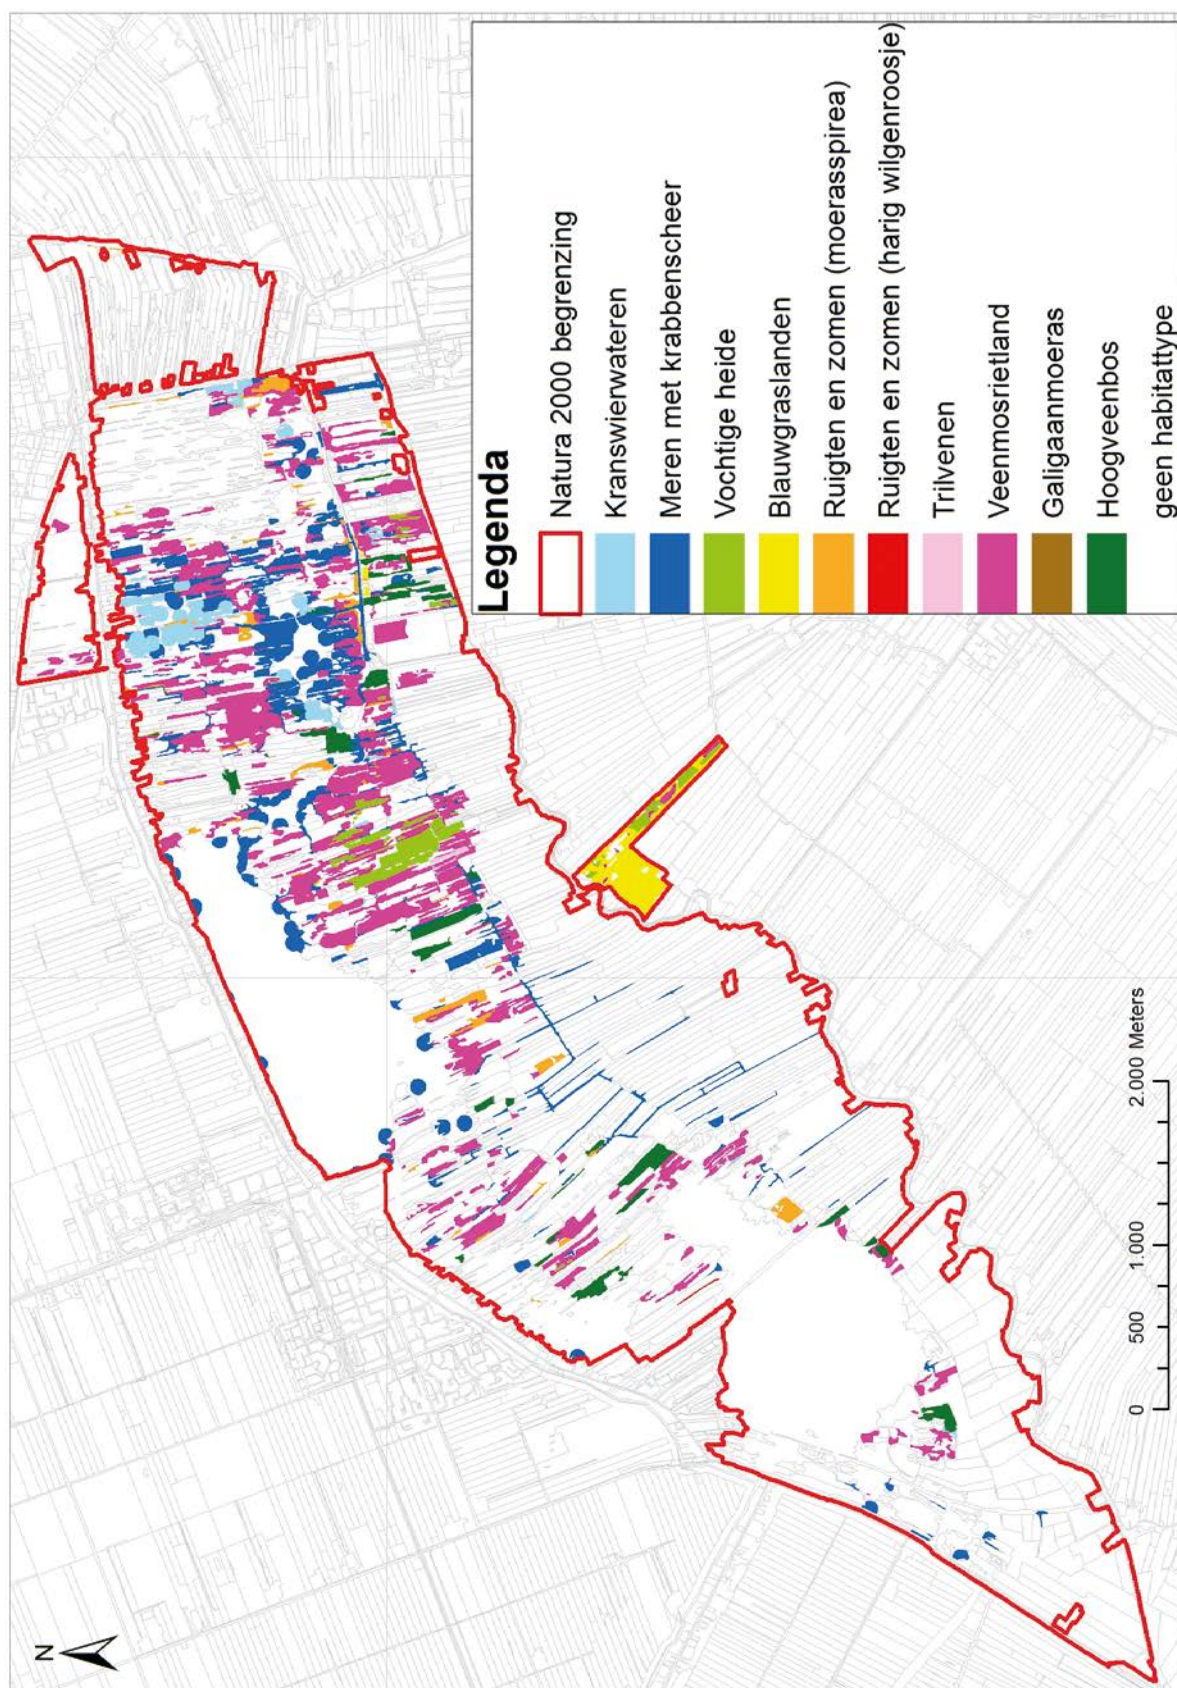 Legenda
Natura 2000 begrenzing
Kranswierwateren
Meren met krabbenscheer
Vochtige heide
Blauwgraslanden
Ruigten en zomen (moerasspirea)
Ruigten en zomen (harig wilgenroosje)
Trilvenen
Veenmosrietland
Galigaanmoeras
Hoogveenbos
geen habitattype
N
0 500 1.000 2.000 Meters